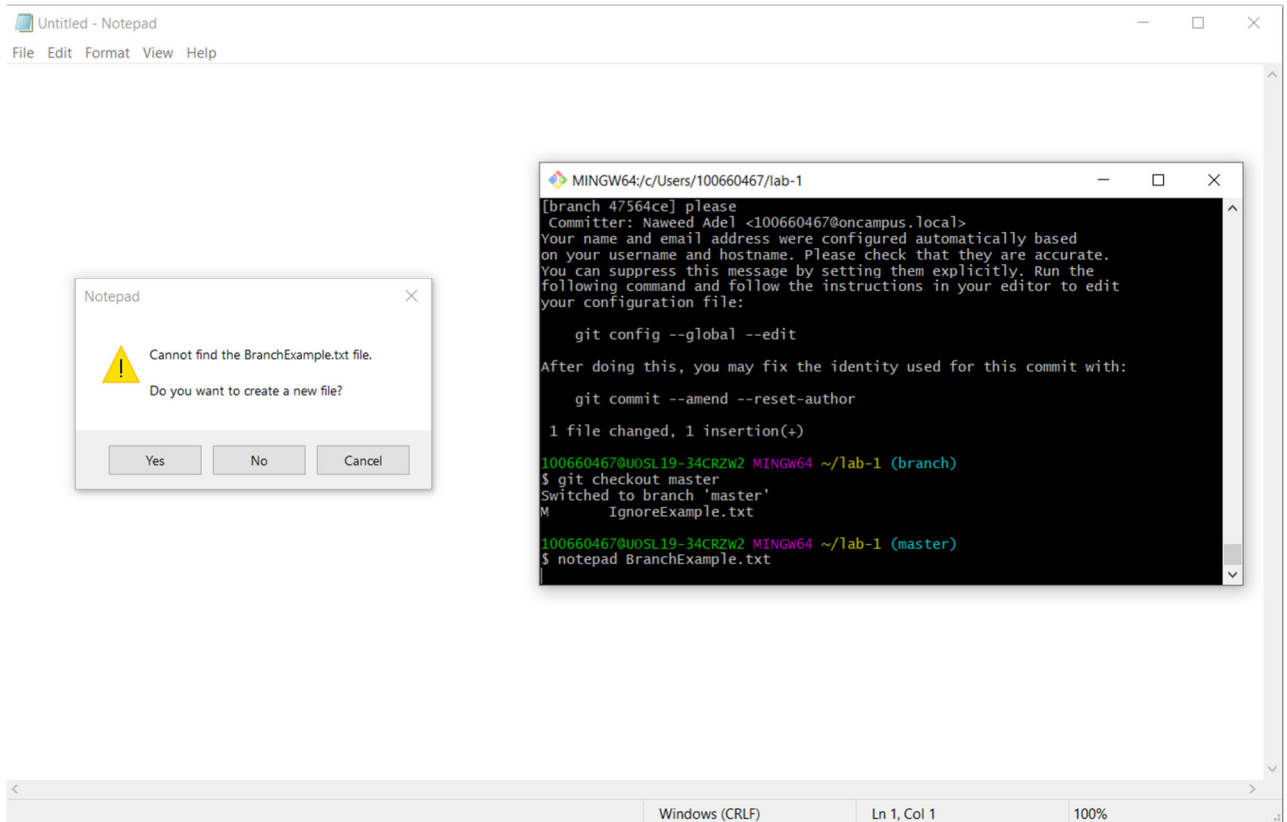 Untitled - Notepad
File Edit Format View Help
Notepad
Cannot find the BranchExample.txt file.
Do you want to create a new file?
Yes No Cancel
MINGW64:/c/Users/100660467/lab-1
[branch 47564ce] please
Committer: Naweed Adel <100660467@oncampus.local>
Your name and email address were configured automatically based
on your username and hostname. Please check that they are accurate.
You can suppress this message by setting them explicitly. Run the
following command and follow the instructions in your editor to edit
your configuration file:
git config --global --edit
After doing this, you may fix the identity used for this commit with:
git commit --amend --reset-author
1 file changed, 1 insertion(+)
100660467@UOSL19-34CRZW2 MINGW64 ~/lab-1 (branch)
$ git checkout master
Switched to branch 'master'
M IgnoreExample.txt
100660467@UOSL19-34CRZW2 MINGW64 ~/lab-1 (master)
$ notepad BranchExample.txt
Windows (CRLF) Ln 1, Col 1 100%